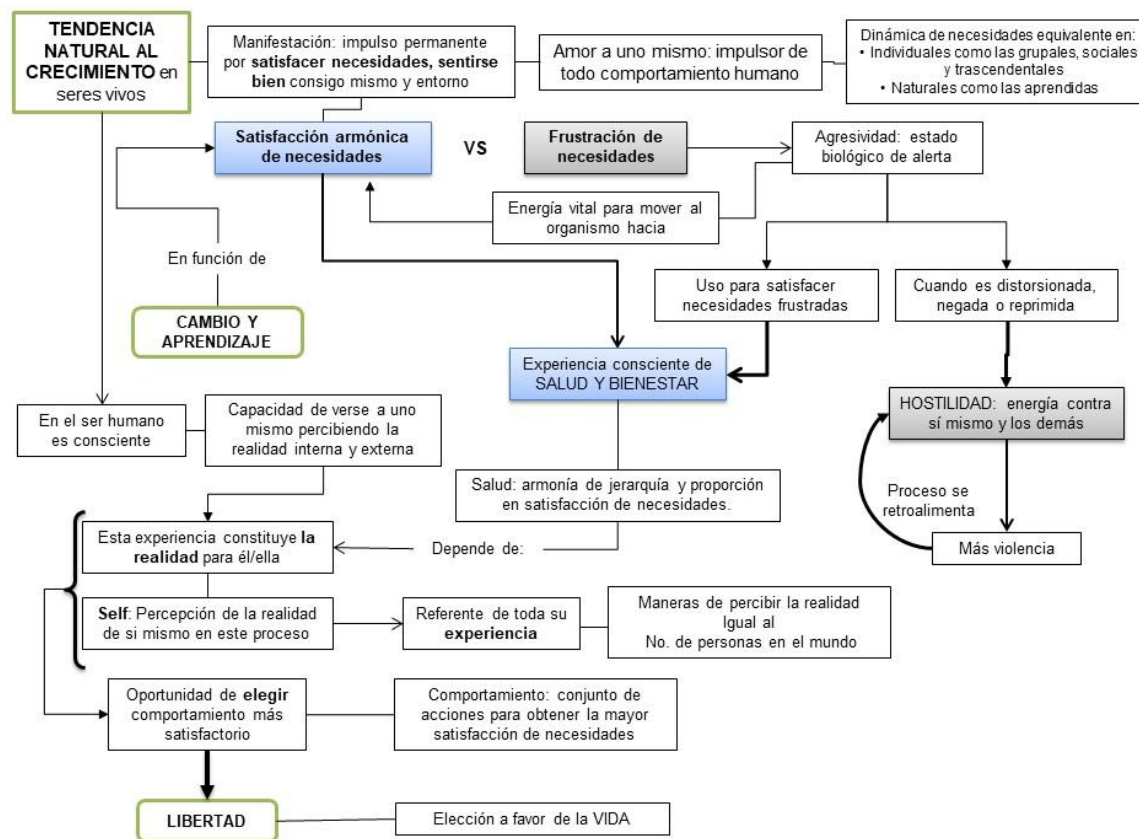 TENDENCIA
NATURAL AL
CRECIMIENTO en
seres vivos
Manifestación: impulso permanente
por satisfacer necesidades, sentirse
bien consigo mismo y entorno
Amor a uno mismo: impulsor de
todo comportamiento humano
Dinámica de necesidades equivalente en:
• Individuales como las grupales, sociales
y trascendentales
• Naturales como las aprendidas
Satisfacción armónica
de necesidades
VS
Frustración de
necesidades
Agresividad: estado
biológico de alerta
Energía vital para mover al
organismo hacia
En función de
CAMBIO Y
APRENDIZAJE
Uso para satisfacer
necesidades frustradas
Cuando es distorsionada,
negada o reprimida
Experiencia consciente de
SALUD Y BIENESTAR
HOSTILIDAD: energía contra
sí mismo y los demás
En el ser humano
es consciente
Capacidad de verse a uno
mismo percibiendo la
realidad interna y externa
Salud: armonía de jerarquía y proporción
en satisfacción de necesidades.
Proceso se
retroalimenta
Más violencia
Esta experiencia constituye la
realidad para él/ella
Depende de:
Self: Percepción de la realidad
de si mismo en este proceso
Referente de toda su
experiencia
Maneras de percibir la realidad
Igual al
No. de personas en el mundo
Oportunidad de elegir
comportamiento más
satisfactorio
Comportamiento: conjunto de
acciones para obtener la mayor
satisfacción de necesidades
LIBERTAD
Elección a favor de la VIDA